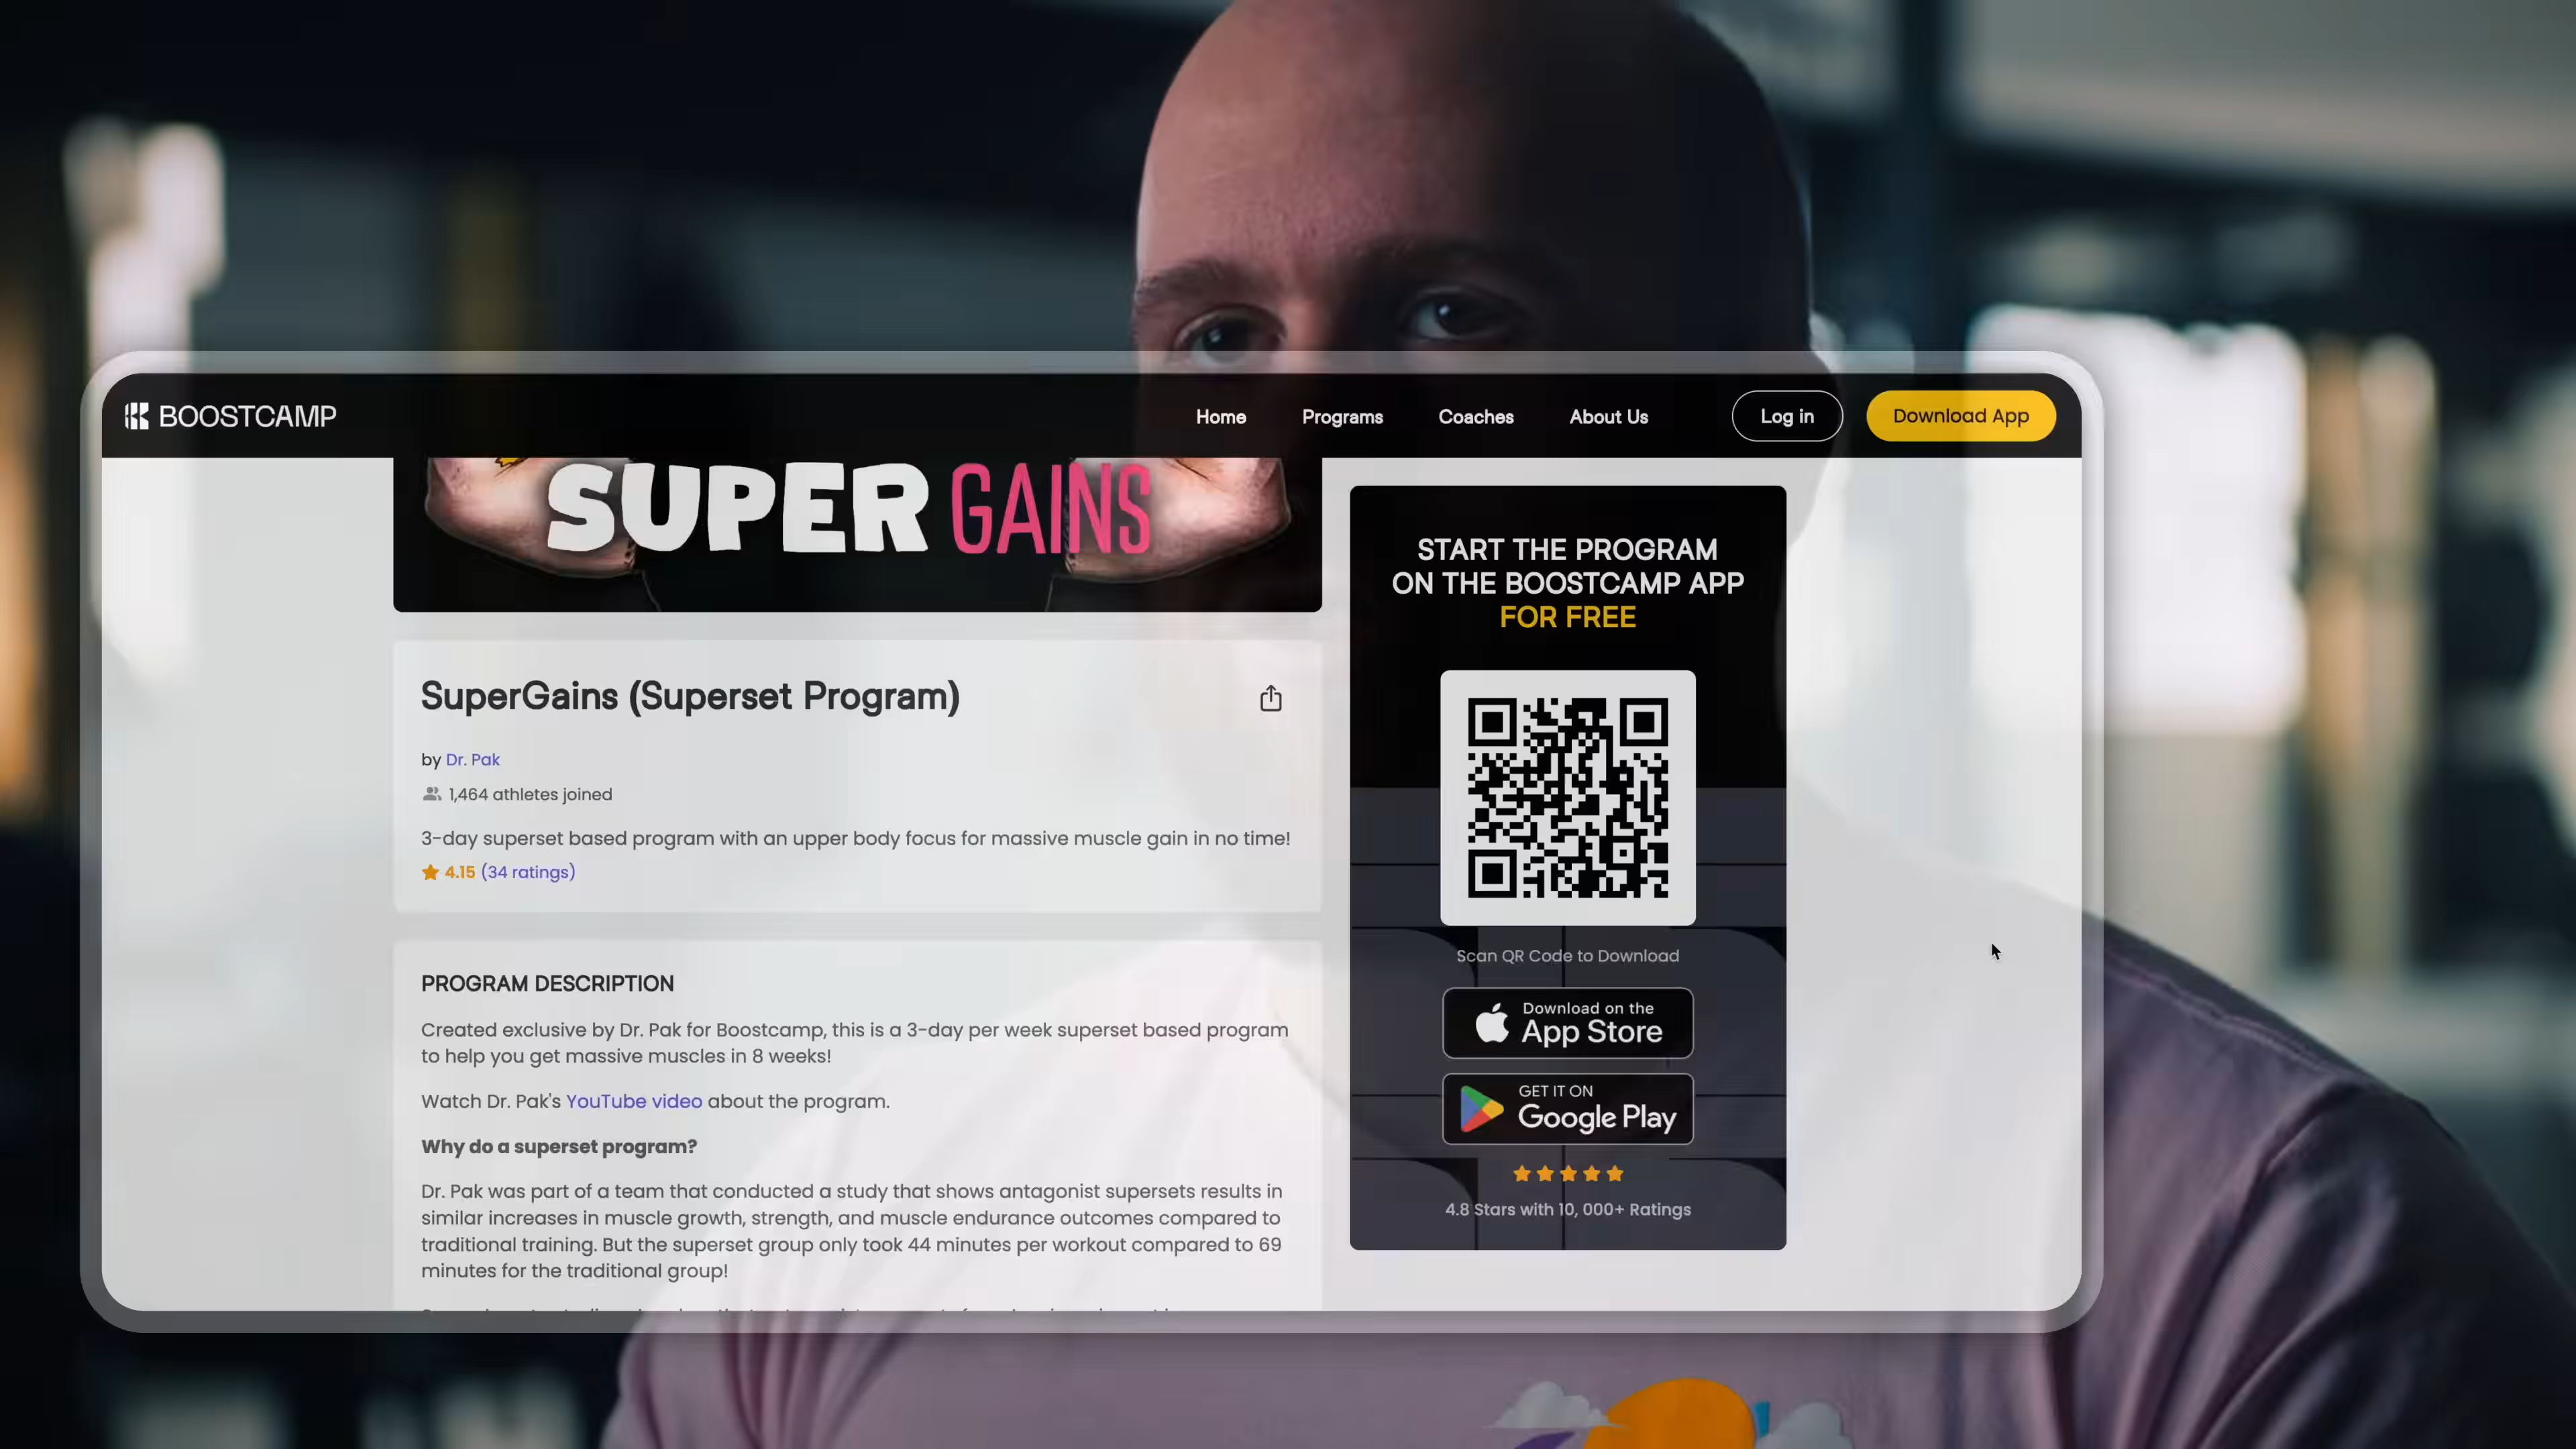 BOOSTCAMP
Home
Programs
Coaches
About Us
Log in
Download App
SUPER GAINS
SuperGains (Superset Program)
by Dr. Pak
1,464 athletes joined
3-day superset based program with an upper body focus for massive muscle gain in no time!
4.15 (34 ratings)
PROGRAM DESCRIPTION
Created exclusive by Dr. Pak for Boostcamp, this is a 3-day per week superset based program
to help you get massive muscles in 8 weeks!
Watch Dr. Pak's YouTube video about the program.
Why do a superset program?
Dr. Pak was part of a team that conducted a study that shows antagonist supersets results in
similar increases in muscle growth, strength, and muscle endurance outcomes compared to
traditional training. But the superset group only took 44 minutes per workout compared to 69
minutes for the traditional group!
START THE PROGRAM
ON THE BOOSTCAMP APP
FOR FREE
Scan QR Code to Download
Download on the
App Store
GET IT ON
Google Play
4.8 Stars with 10, 000+ Ratings